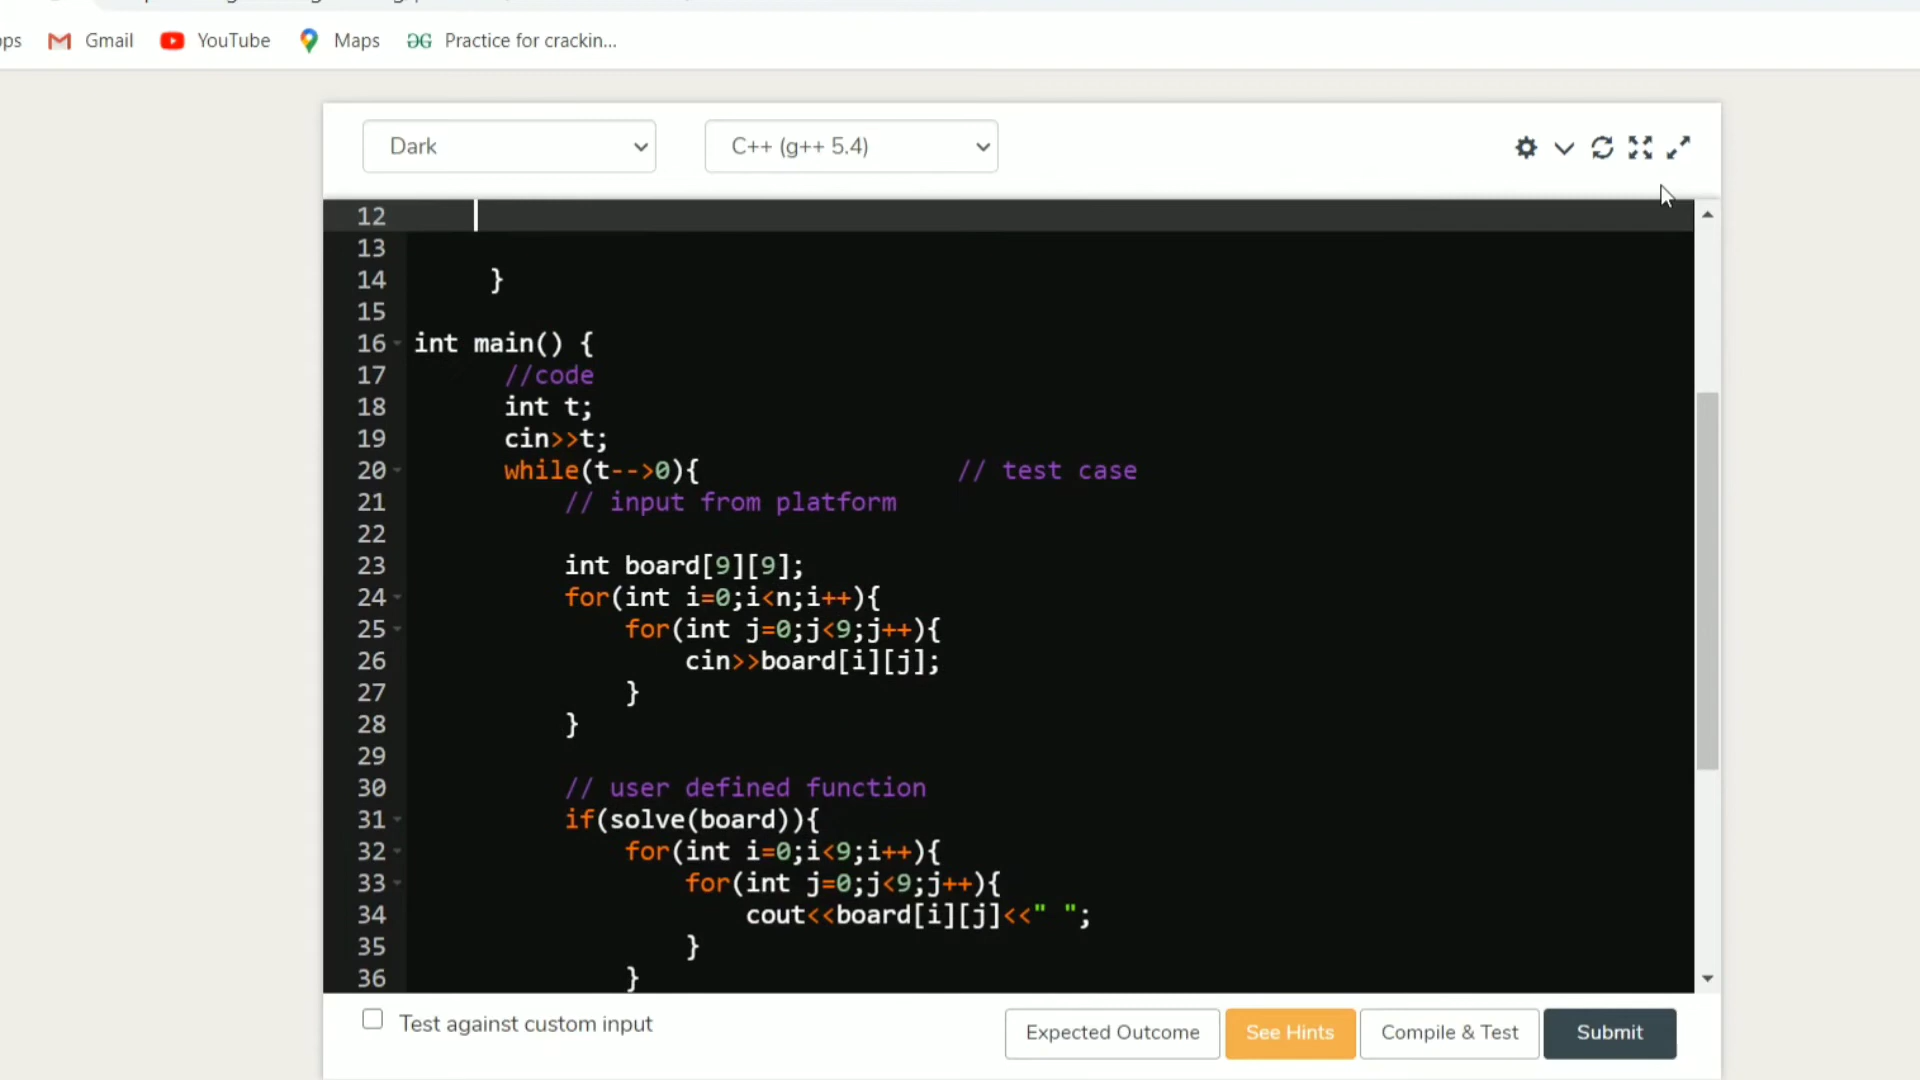 ps Gmail YouTube Maps ƏG Practice for crackin...
Dark C++ (g++ 5.4)
12
13
14 }
15
16 int main() {
17 //code
18 int t;
19 cin>>t;
20 while(t-->0){ // test case
21 // input from platform
22
23 int board[9][9];
24 for(int i=0;i<n;i++){
25 for(int j=0;j<9;j++){
26 cin>>board[i][j];
27 }
28 }
29
30 // user defined function
31 if(solve(board)){
32 for(int i=0;i<9;i++){
33 for(int j=0;j<9;j++){
34 cout<<board[i][j]<<" ";
35 }
36 }
Test against custom input Expected Outcome See Hints Compile & Test Submit